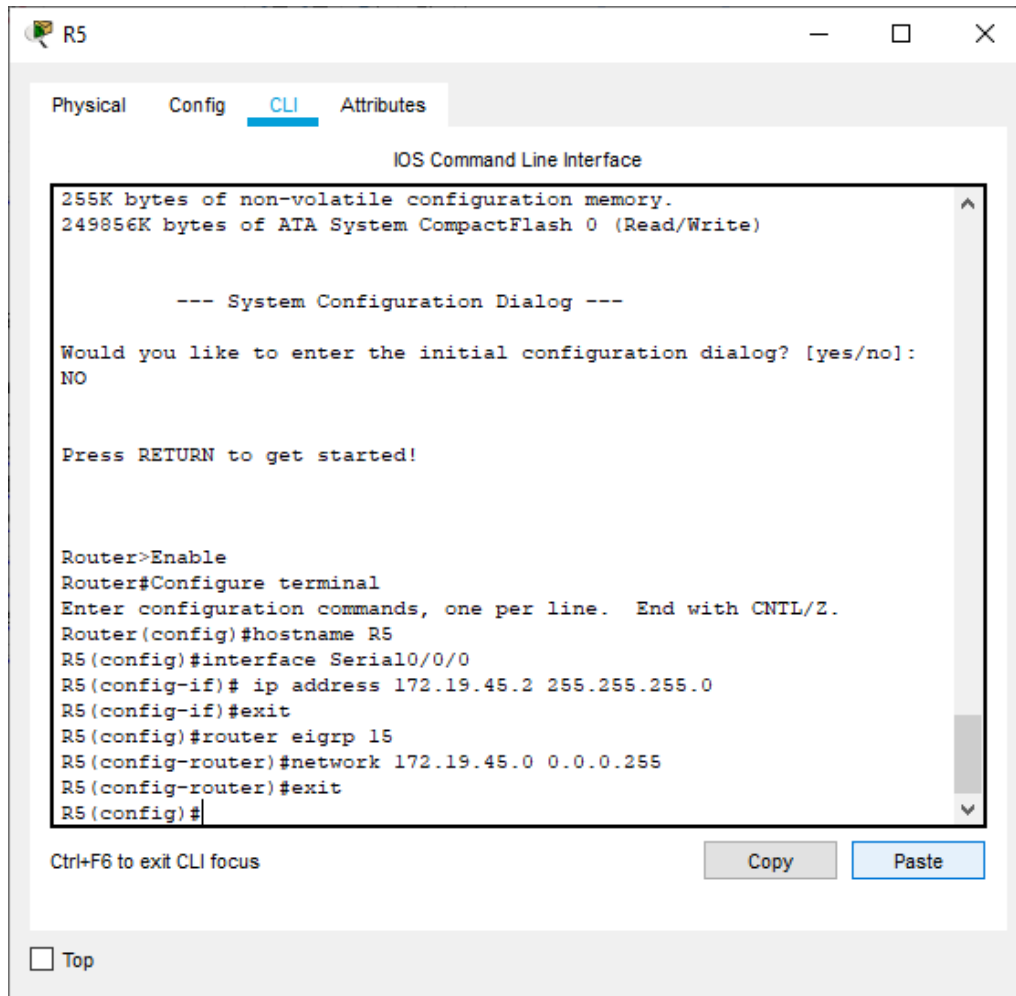 R5
Physical Config CLI Attributes
IOS Command Line Interface
255K bytes of non-volatile configuration memory.
249856K bytes of ATA System CompactFlash 0 (Read/Write)
--- System Configuration Dialog ---
Would you like to enter the initial configuration dialog? [yes/no]:
NO
Press RETURN to get started!
Router>Enable
Router#Configure terminal
Enter configuration commands, one per line.  End with CNTL/Z.
Router(config)#hostname R5
R5(config)#interface Serial0/0/0
R5(config-if)# ip address 172.19.45.2 255.255.255.0
R5(config-if)#exit
R5(config)#router eigrp 15
R5(config-router)#network 172.19.45.0 0.0.0.255
R5(config-router)#exit
R5(config)#
Ctrl+F6 to exit CLI focus Copy Paste
Top